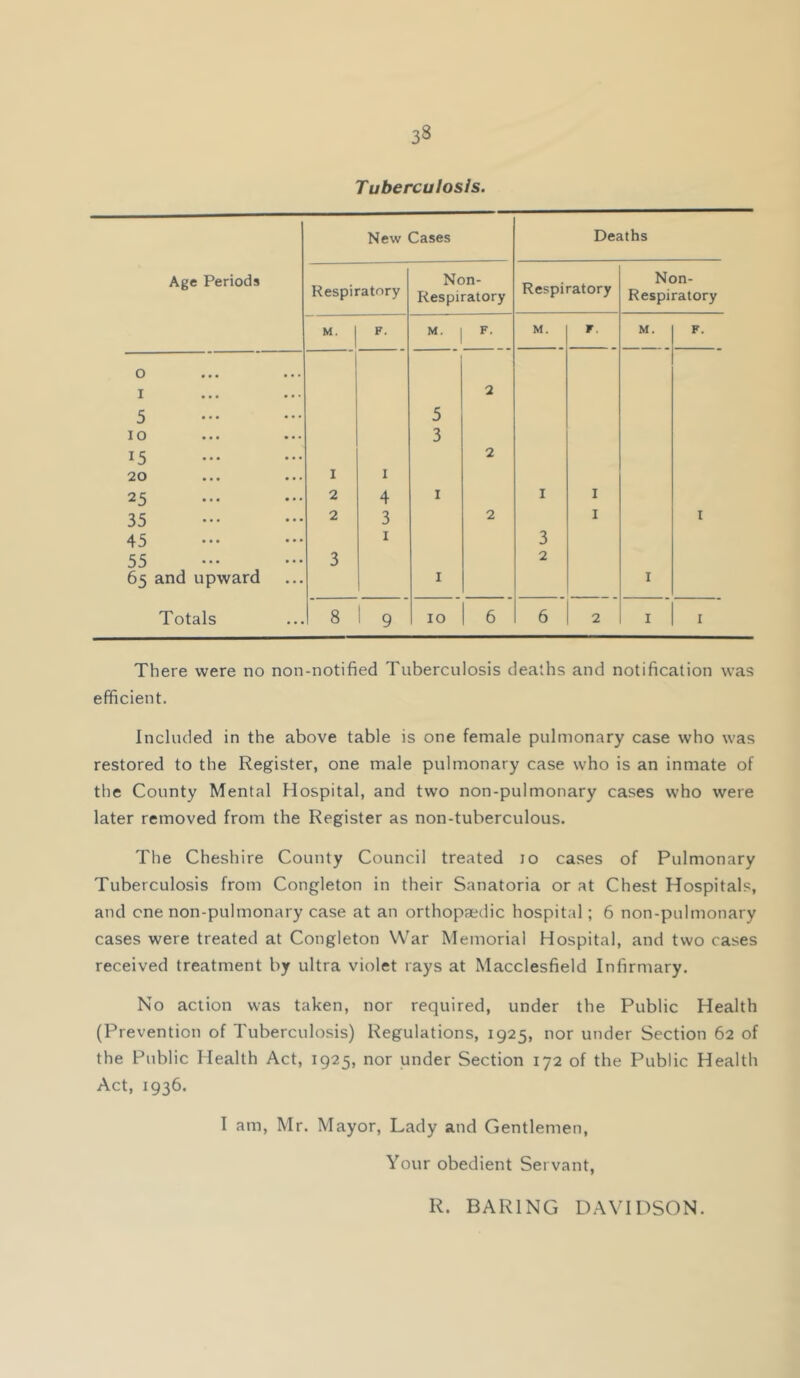 38
Tuberculosis.
Age Periods | New Cases | Deaths
Respiratory | Non-Respiratory | Respiratory | Non-Respiratory
M. | F. | M. | F. | M. | F. | M. | F.
0 ... ...
1 ... ... | | | | 2 | | | |
5 ... ... | | | 5 | | | | |
10 ... ... | | | 3 | | | | |
15 ... ... | | | | 2 | | | |
20 ... ... | 1 | 1 | | | | | |
25 ... ... | 2 | 4 | 1 | | 1 | 1 | |
35 ... ... | 2 | 3 | | 2 | | 1 | | 1
45 ... ... | | 1 | | | 3 | | |
55 ... ... | 3 | | | | 2 | | |
65 and upward ... | | | 1 | | | | 1 |
Totals ... | 8 | 9 | 10 | 6 | 6 | 2 | 1 | 1
There were no non-notified Tuberculosis deaths and notification was
efficient.
Included in the above table is one female pulmonary case who was
restored to the Register, one male pulmonary case who is an inmate of
the County Mental Hospital, and two non-pulmonary cases who were
later removed from the Register as non-tuberculous.
The Cheshire County Council treated 10 cases of Pulmonary
Tuberculosis from Congleton in their Sanatoria or at Chest Hospitals,
and one non-pulmonary case at an orthopædic hospital; 6 non-pulmonary
cases were treated at Congleton War Memorial Hospital, and two cases
received treatment by ultra violet rays at Macclesfield Infirmary.
No action was taken, nor required, under the Public Health
(Prevention of Tuberculosis) Regulations, 1925, nor under Section 62 of
the Public Health Act, 1925, nor under Section 172 of the Public Health
Act, 1936.
I am, Mr. Mayor, Lady and Gentlemen,
Your obedient Servant,
R. BARING DAVIDSON.